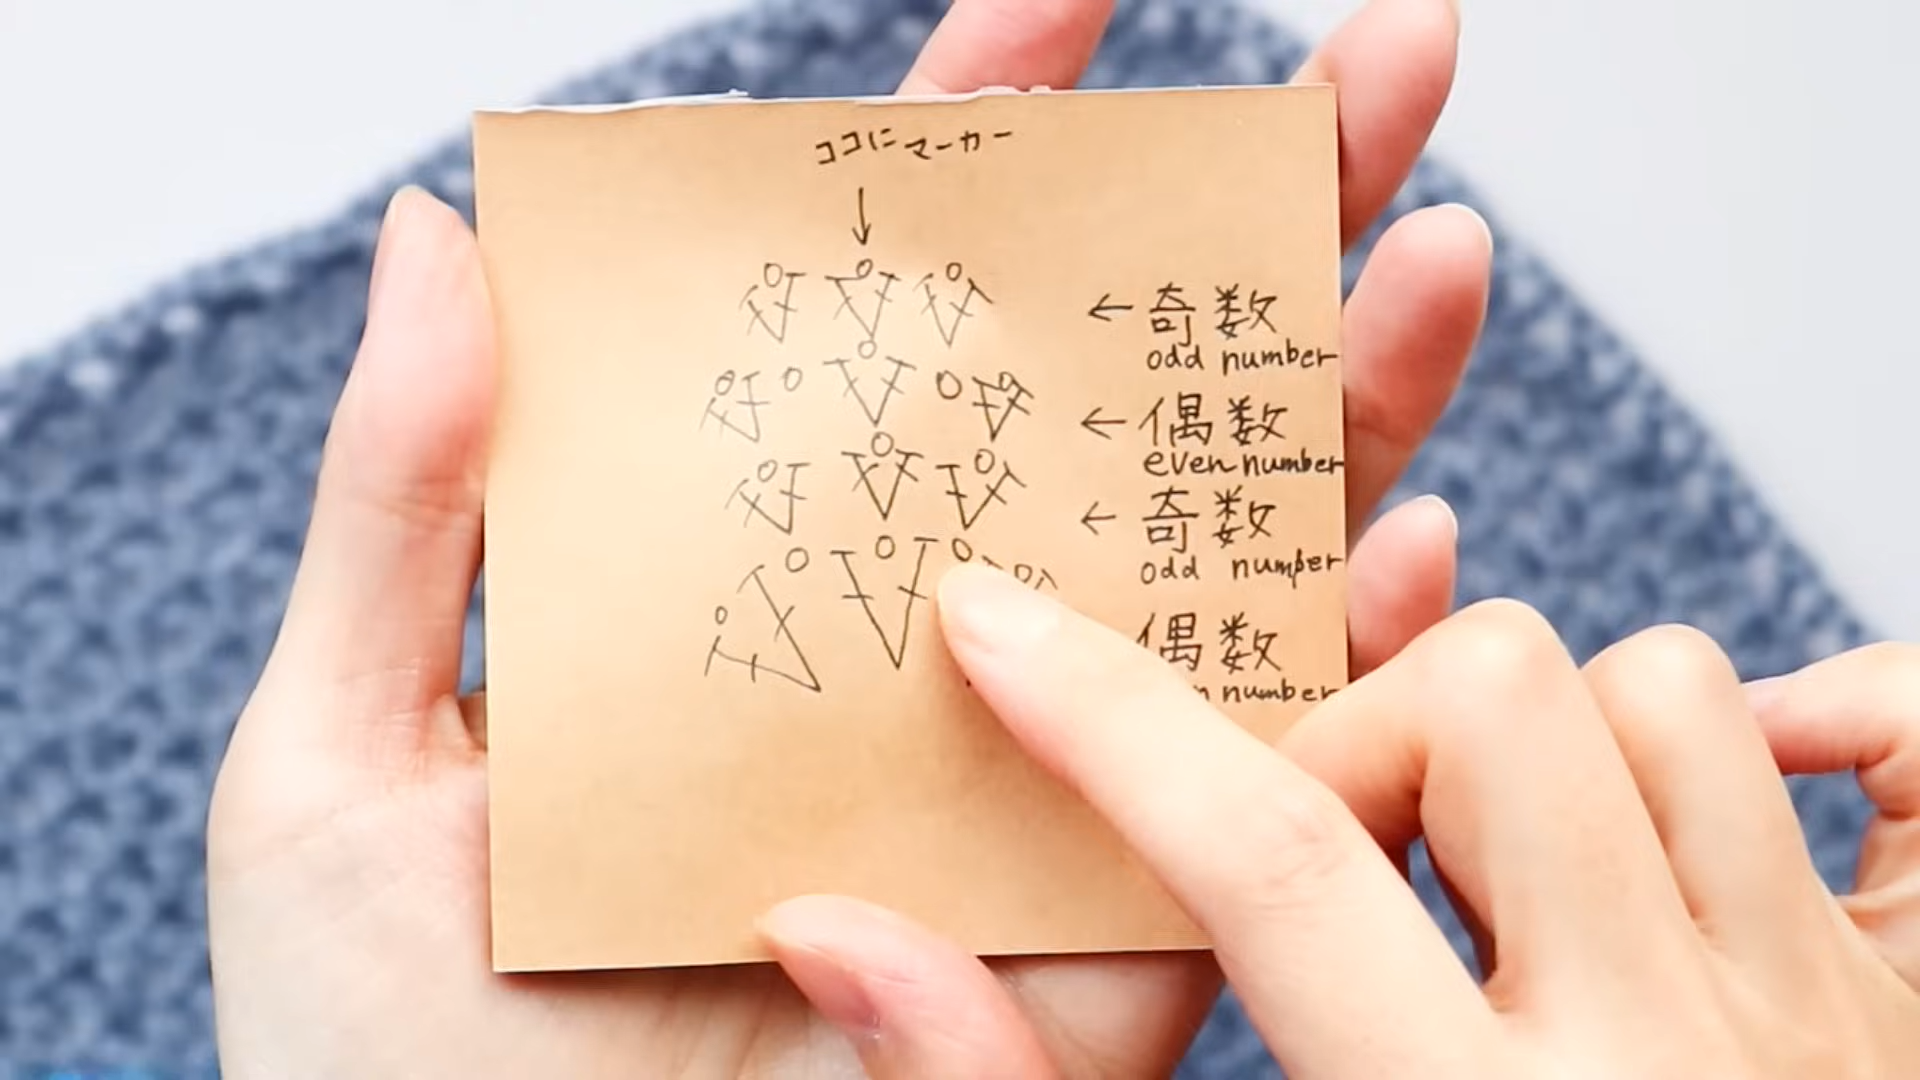 ココにマーカー
←奇数
odd number
←偶数
even number
←奇数
odd number
偶数
number